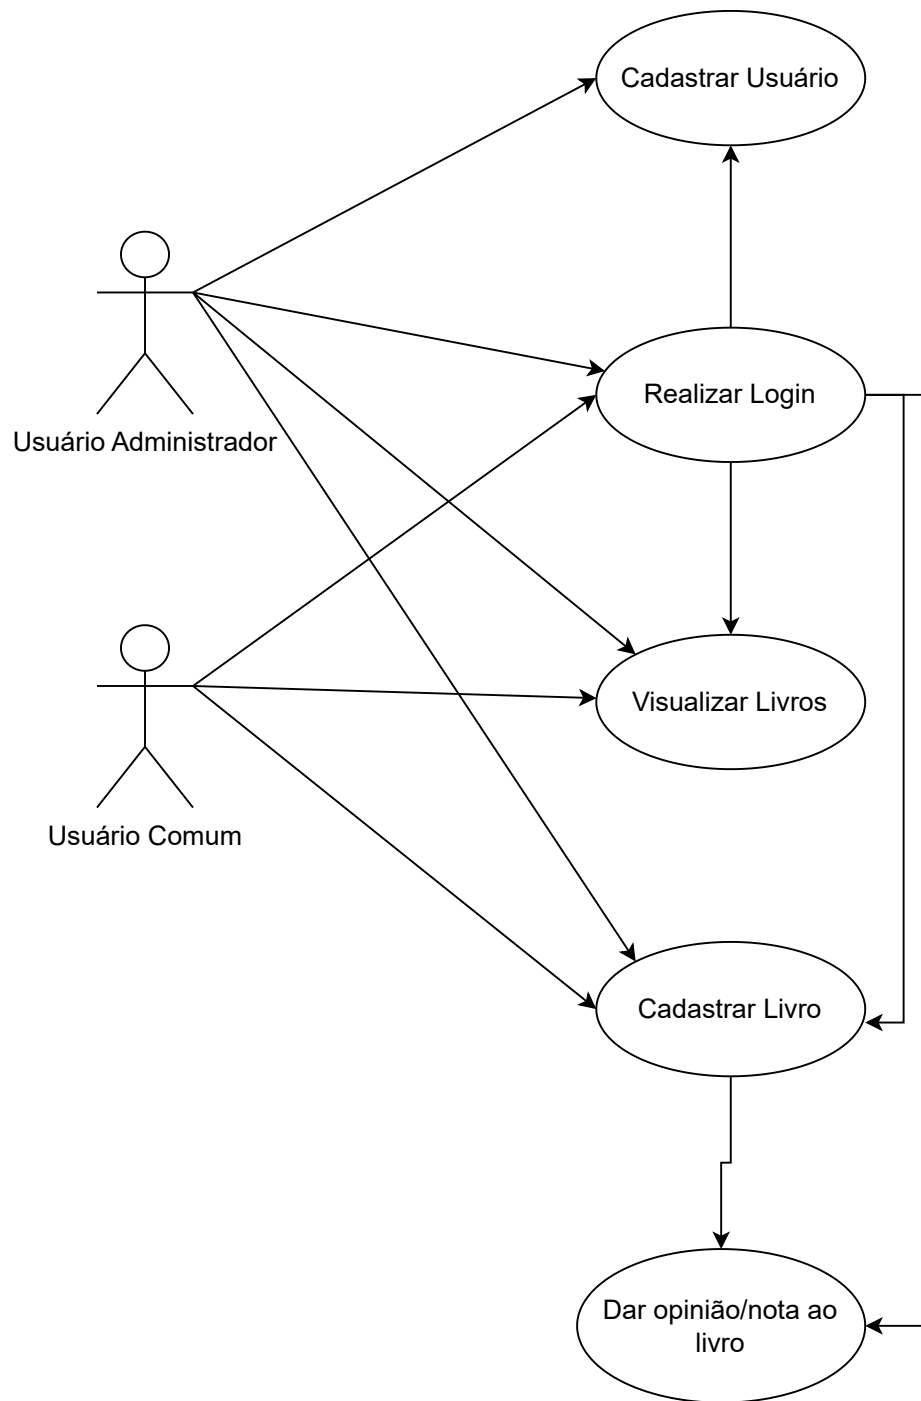 Cadastrar Usuário
Realizar Login
Usuário Administrador
Visualizar Livros
Usuário Comum
Cadastrar Livro
Dar opinião/nota ao
livro